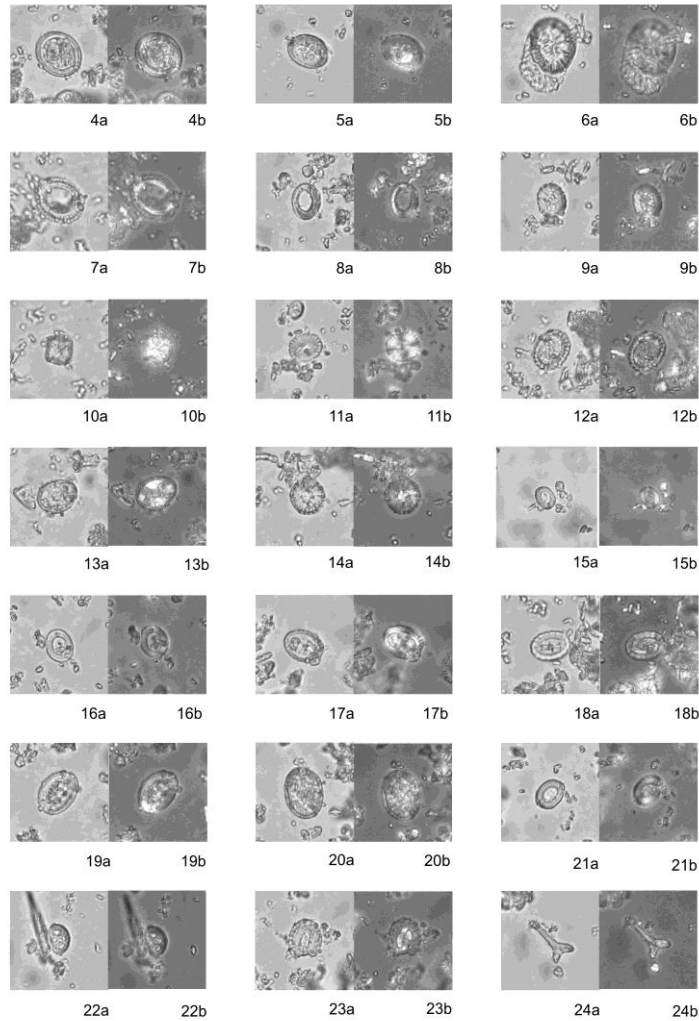 4a 4b 5a 5b 6a 6b
7a 7b 8a 8b 9a 9b
10a 10b 11a 11b 12a 12b
13a 13b 14a 14b 15a 15b
16a 16b 17a 17b 18a 18b
19a 19b 20a 20b 21a 21b
22a 22b 23a 23b 24a 24b